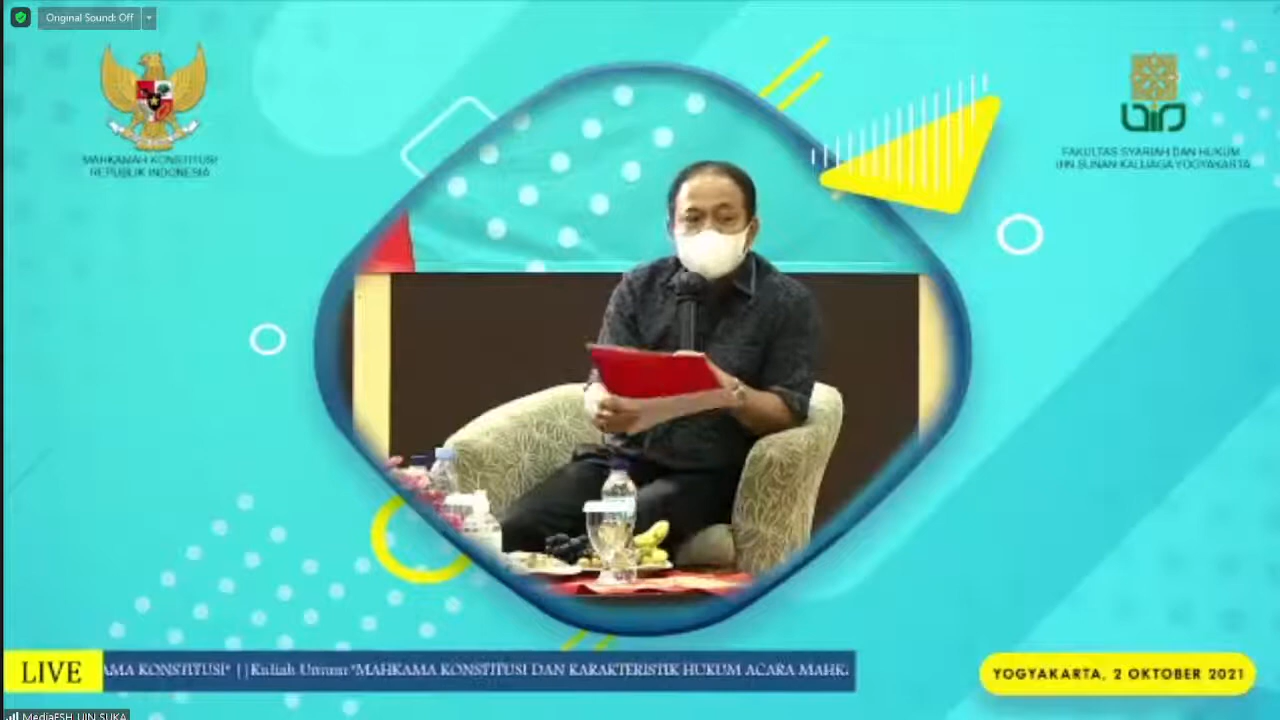 Original Sound: Off
MAHKAMAH KONSTITUSI
REPUBLIK INDONESIA
uin
FAKULTAS SYARIAH DAN HUKUM
UIN SUNAN KALIJAGA YOGYAKARTA
LIVE
AMA KONSTITUSI" ||Kuliah Umum "MAHKAMA KONSTITUSI DAN KARAKTERISTIK HUKUM ACARA MAHK
YOGYAKARTA, 2 OKTOBER 2021
MediaFSH_UIN SUKA